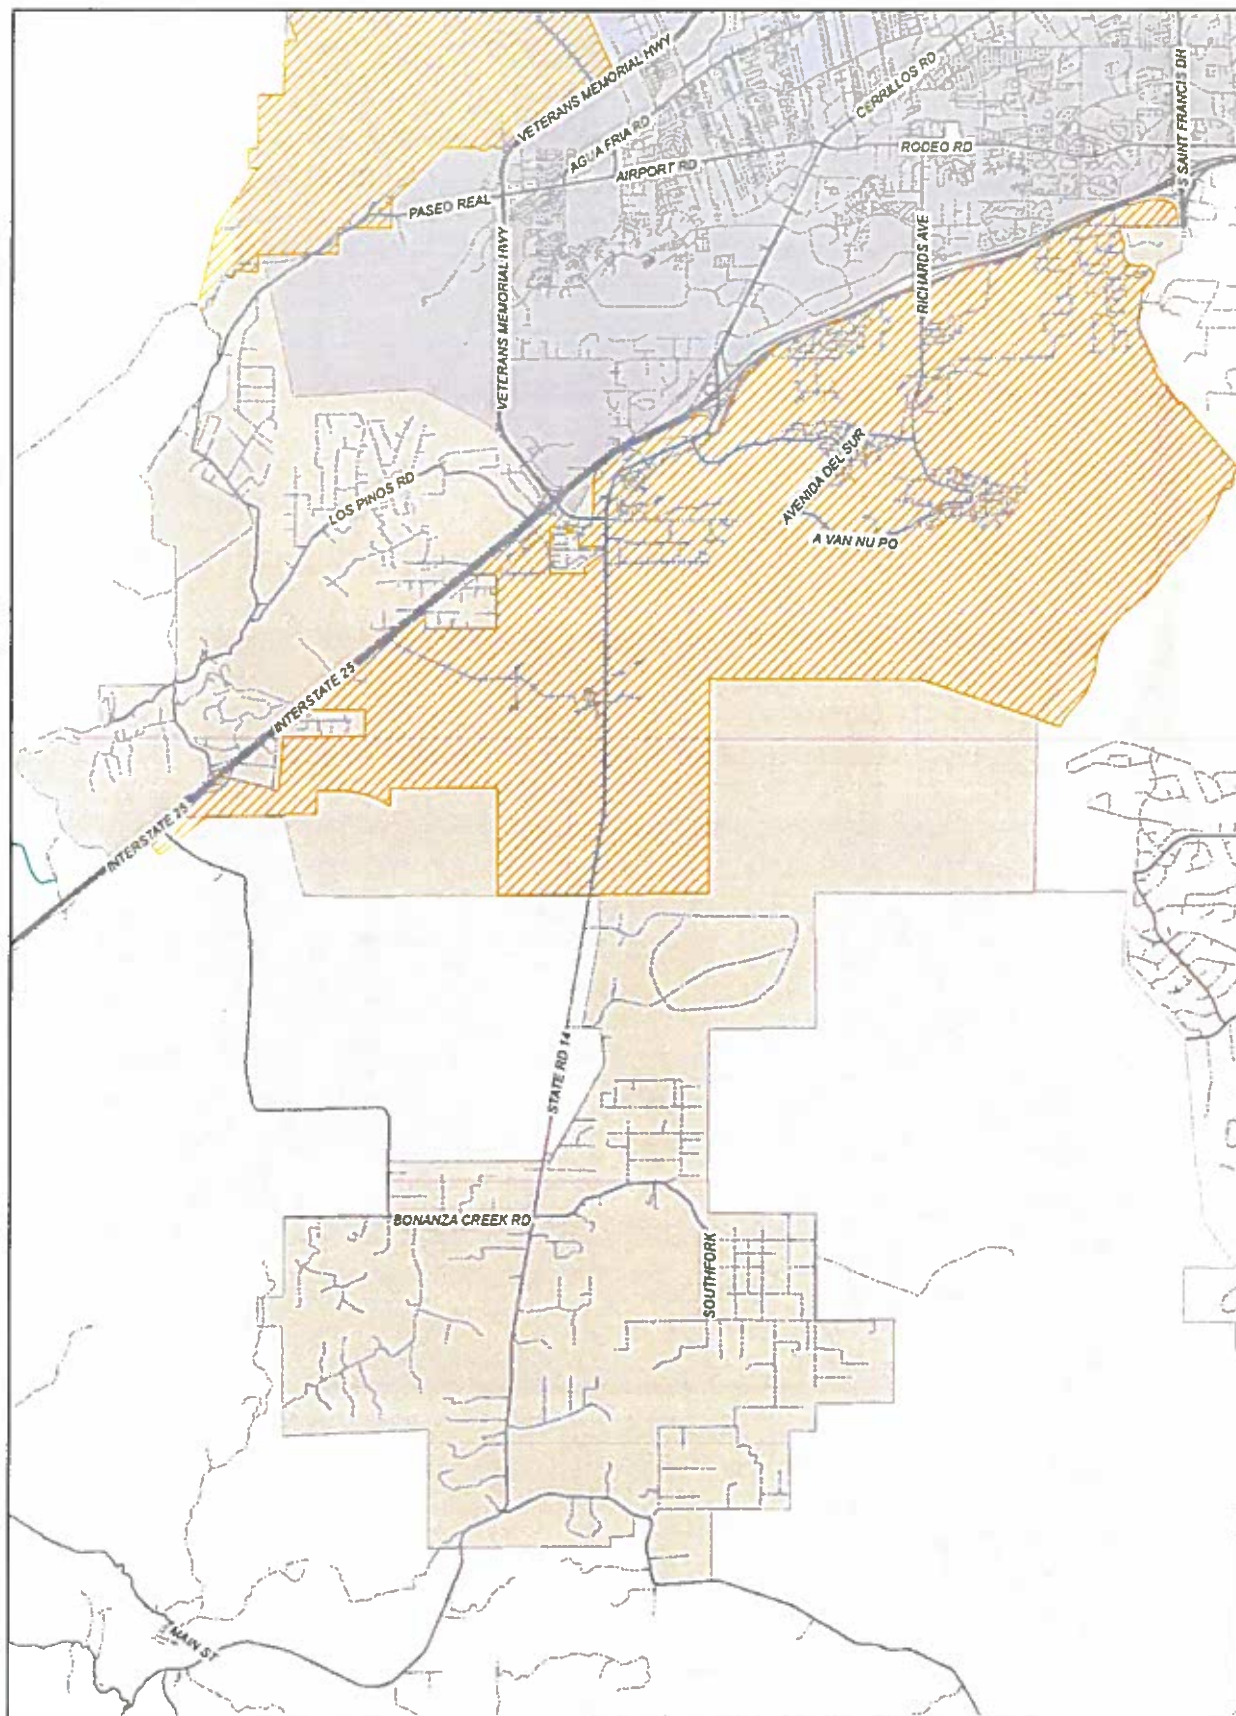 VETERANS MEMORIAL HWY
CERRILLOS RD
S SAINT FRANCIS DR
AGUA FRIA RD
AIRPORT RD
RODEO RD
PASEO REAL
VETERANS MEMORIAL HWY
RICHARDS AVE
LOS PINOS RD
AVENIDA DEL SUR
A VAN NU PO
INTERSTATE 25
INTERSTATE 25
STATE RD 14
BONANZA CREEK RD
SOUTHFORK
MAIN ST